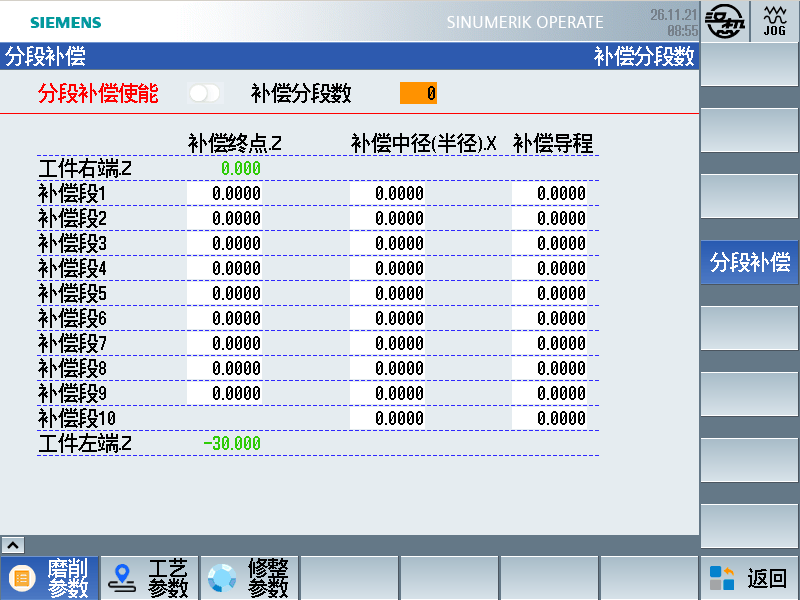 SIEMENS
SINUMERIK OPERATE
26.11.21
08:55
JOG
分段补偿 补偿分段数
分段补偿使能 补偿分段数 0
补偿终点.Z 补偿中径(半径).X 补偿导程
工件右端.Z 0.000
补偿段1 0.0000 0.0000 0.0000
补偿段2 0.0000 0.0000 0.0000
补偿段3 0.0000 0.0000 0.0000
补偿段4 0.0000 0.0000 0.0000
补偿段5 0.0000 0.0000 0.0000
补偿段6 0.0000 0.0000 0.0000
补偿段7 0.0000 0.0000 0.0000
补偿段8 0.0000 0.0000 0.0000
补偿段9 0.0000 0.0000 0.0000
补偿段10 0.0000 0.0000
工件左端.Z -30.000
分段补偿
磨削
参数
工艺
参数
修整
参数
返回